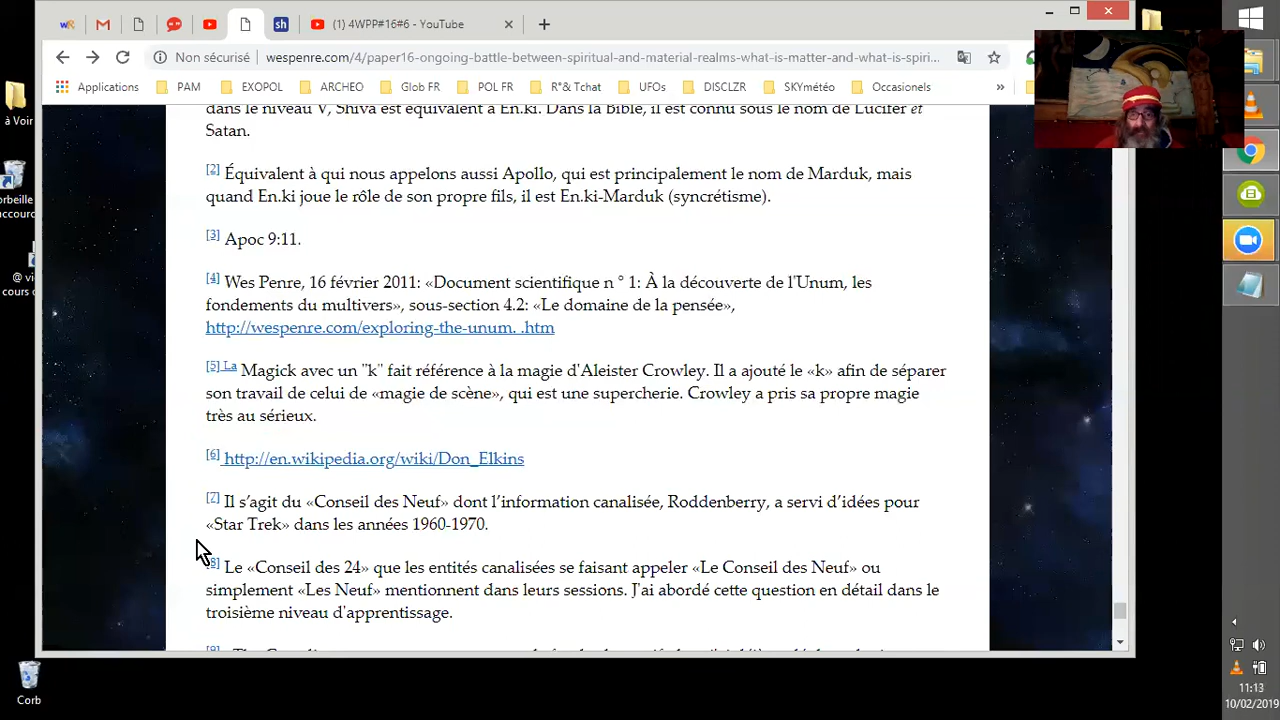 (1) 4WPP#16#6 - YouTube
Non sécurisé
wespenre.com/4/paper16-ongoing-battle-between-spiritual-and-material-realms-what-is-matter-and-what-is-spiri...
Applications PAM EXOPOL ARCHEO Glob FR POL FR R*& Tchat UFOs DISCLZR SKYmétéo Occasionels »
dans le niveau V, Shiva est équivalent à En.ki. Dans la Bible, il est connu sous le nom de Lucifer et
Satan.
[2] Équivalent à qui nous appelons aussi Apollo, qui est principalement le nom de Marduk, mais
quand En.ki joue le rôle de son propre fils, il est En.ki-Marduk (syncrétisme).
[3] Apoc 9:11.
[4] Wes Penre, 16 février 2011: «Document scientifique n ° 1: À la découverte de l'Unum, les
fondements du multivers», sous-section 4.2: «Le domaine de la pensée»,
http://wespenre.com/exploring-the-unum. .htm
[5] La Magick avec un "k" fait référence à la magie d'Aleister Crowley. Il a ajouté le «k» afin de séparer
son travail de celui de «magie de scène», qui est une supercherie. Crowley a pris sa propre magie
très au sérieux.
[6] http://en.wikipedia.org/wiki/Don_Elkins
[7] Il s’agit du «Conseil des Neuf» dont l’information canalisée, Roddenberry, a servi d’idées pour
«Star Trek» dans les années 1960-1970.
[8] Le «Conseil des 24» que les entités canalisées se faisant appeler «Le Conseil des Neuf» ou
simplement «Les Neuf» mentionnent dans leurs sessions. J'ai abordé cette question en détail dans le
troisième niveau d'apprentissage.
à Voir
orbeille
ccourc
@ vi
cours c
Corb
11:13
10/02/2019